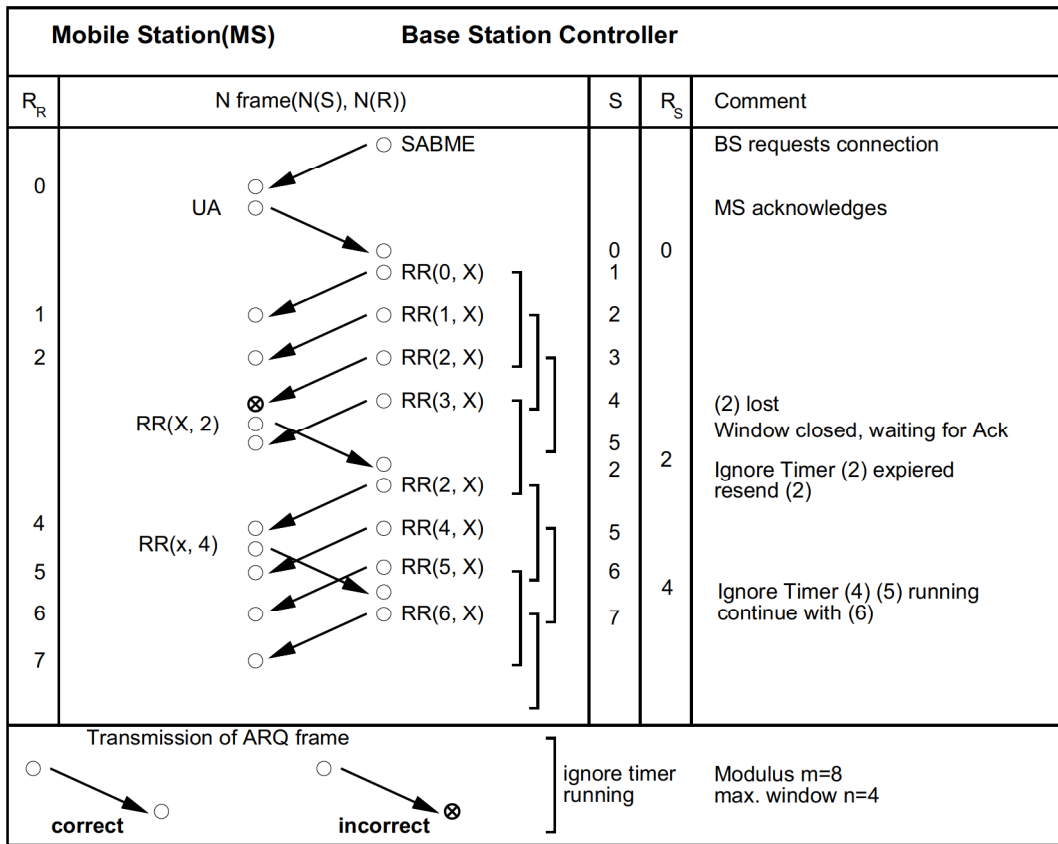 Mobile Station(MS) Base Station Controller
R_R N frame(N(S), N(R)) S R_S Comment
SABME BS requests connection
0
UA MS acknowledges
0 0
RR(0, X) 1
1 RR(1, X) 2
2 RR(2, X) 3
RR(3, X) 4 (2) lost
RR(X, 2)
5 Window closed, waiting for Ack
2
2 Ignore Timer (2) expiered
RR(2, X) resend (2)
4 RR(4, X) 5
RR(x, 4)
5 RR(5, X) 6
4 Ignore Timer (4) (5) running
6 RR(6, X) 7 continue with (6)
7
Transmission of ARQ frame
ignore timer Modulus m=8
running max. window n=4
correct incorrect